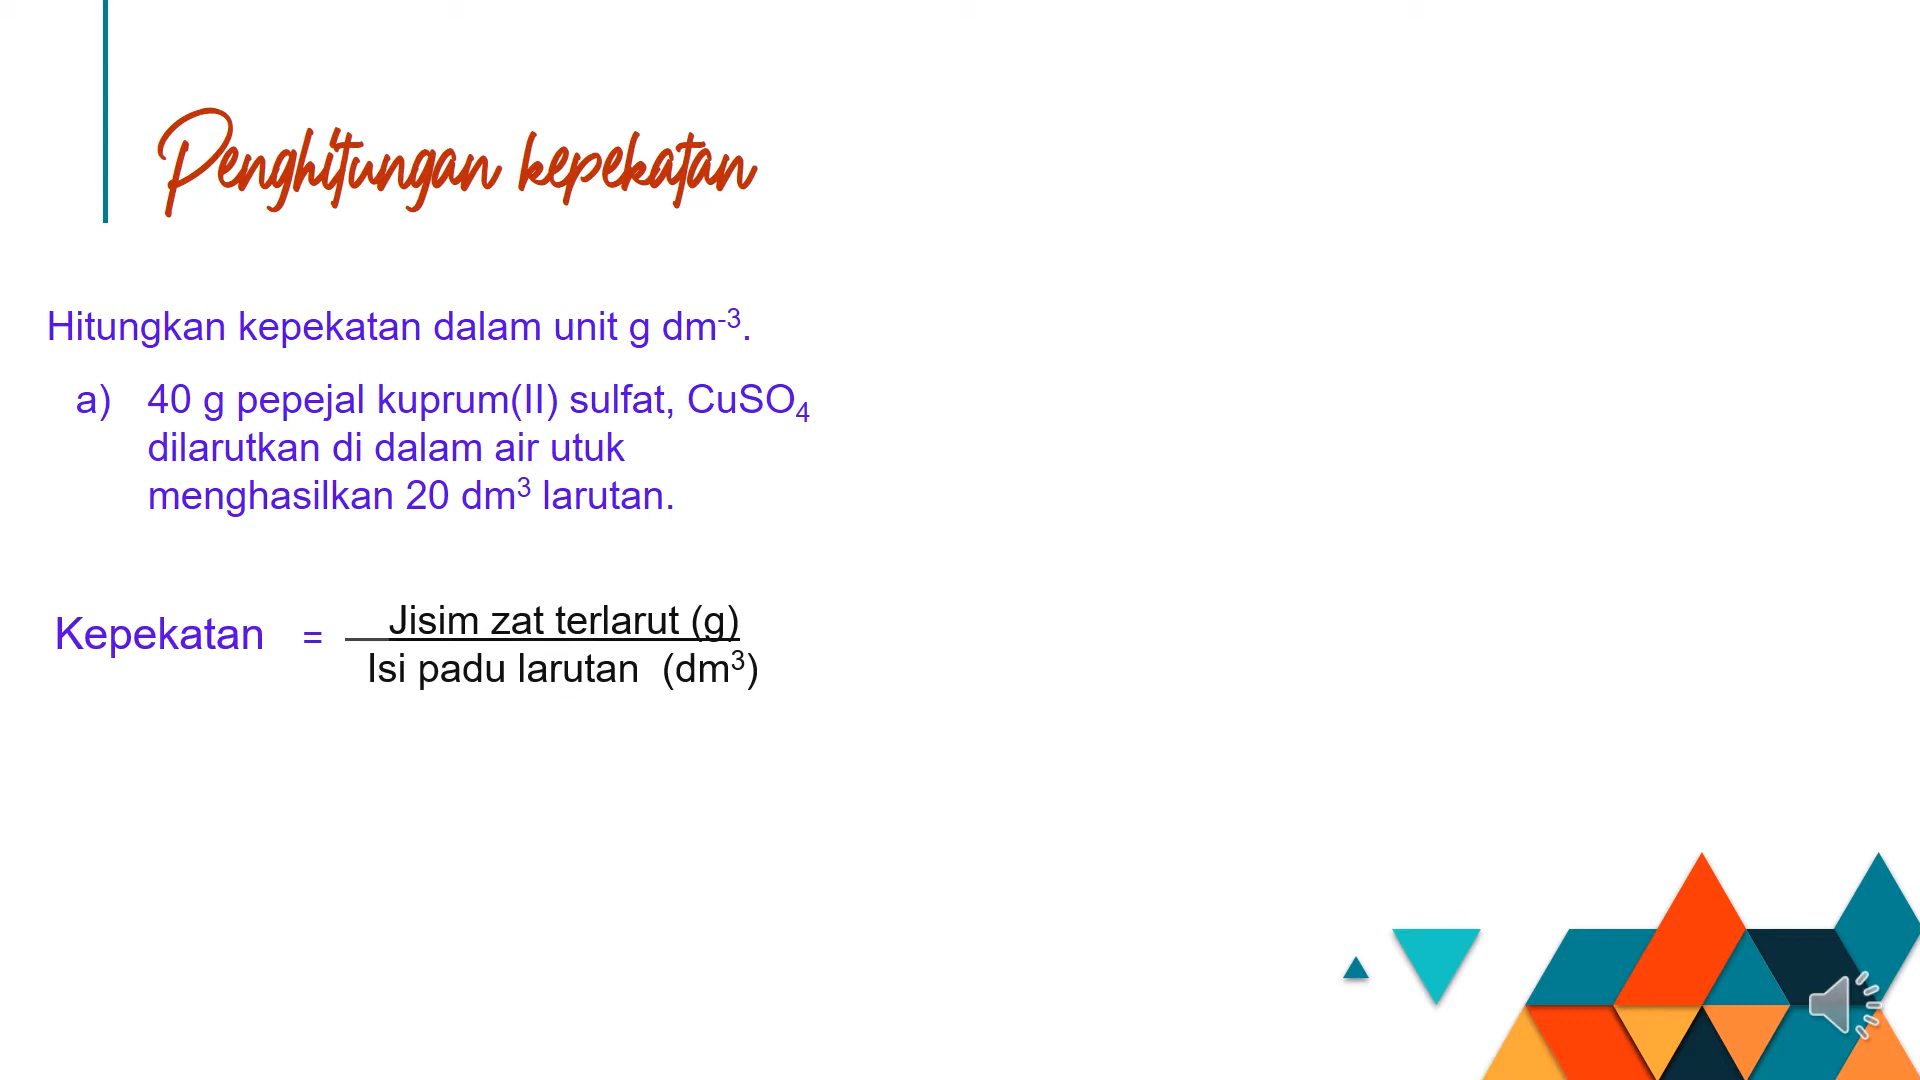 Penghitungan kepekatan
Hitungkan kepekatan dalam unit g dm⁻³.
a) 40 g pepejal kuprum(II) sulfat, CuSO₄
dilarutkan di dalam air utuk
menghasilkan 20 dm³ larutan.
Kepekatan = Jisim zat terlarut (g)
Isi padu larutan (dm³)